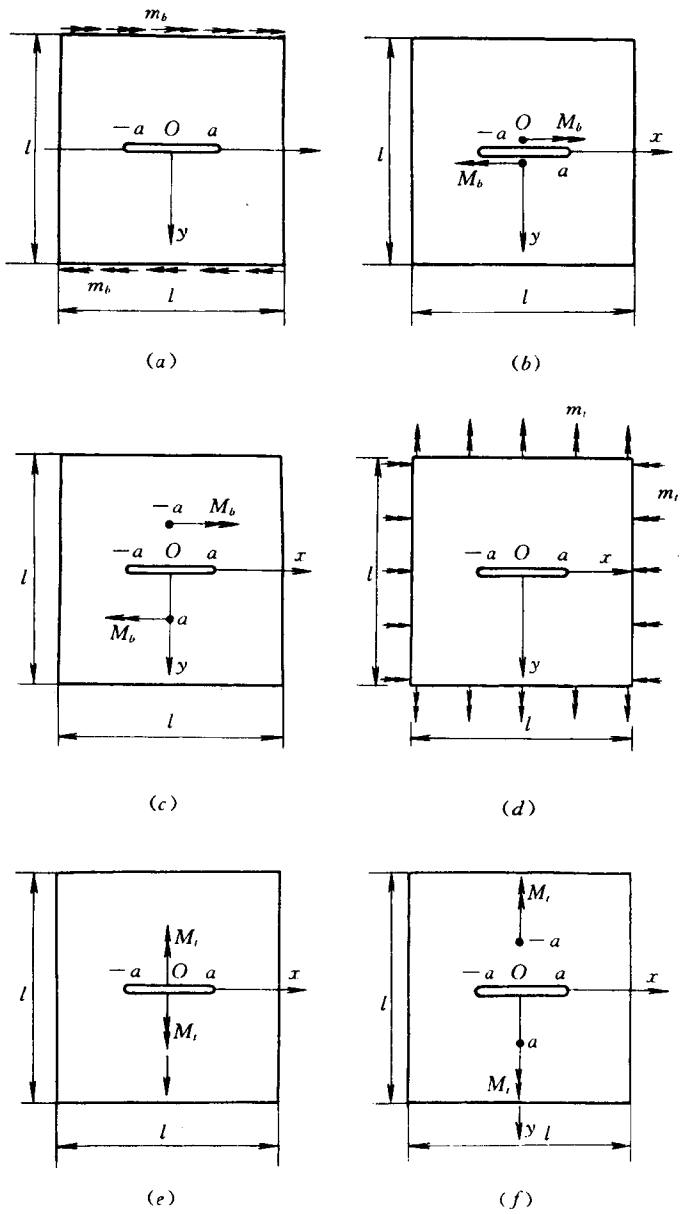 m_b
l
−a O a
y
m_b
l
(a)
O
M_b
−a
x
l
M_b
a
y
l
(b)
−a M_b
−a O a x
l
M_b a
y
l
(c)
m_t
m_t
−a O a x
l
y
l
(d)
M_t
−a O a x
l
M_t
l
(e)
M_t
−a
−a O a x
l
a
M_t
y l
(f)